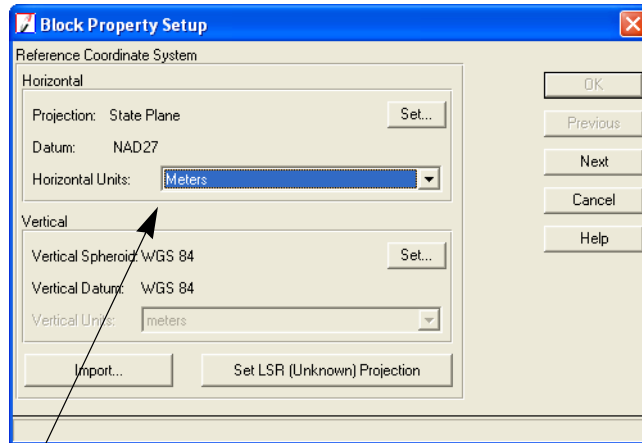 Block Property Setup
Reference Coordinate System
Horizontal
Projection: State Plane
Set...
Datum: NAD27
Horizontal Units: Meters
Vertical
Vertical Spheroid: WGS 84
Set...
Vertical Datum: WGS 84
Vertical Units: meters
Import...
Set LSR (Unknown) Projection
OK
Previous
Next
Cancel
Help